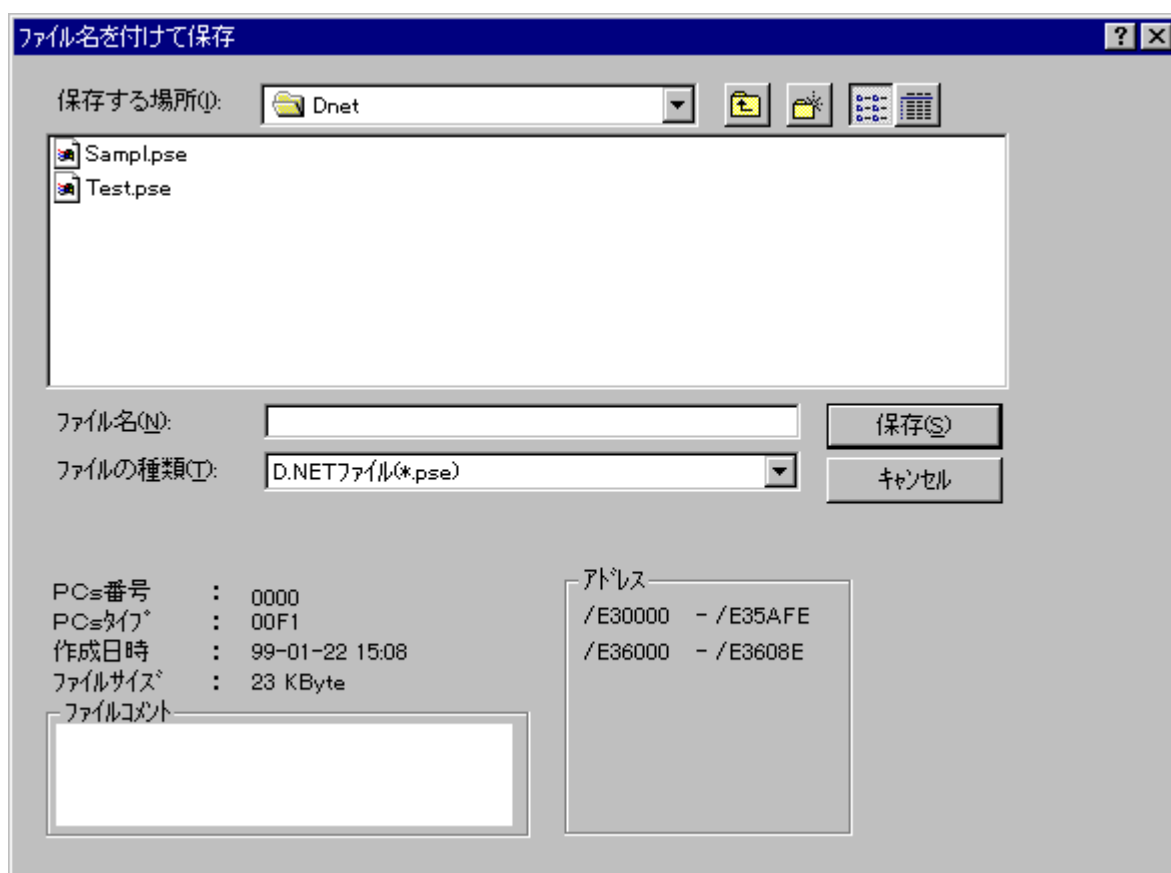 ファイル名を付けて保存
保存する場所(I): Dnet
Sampl.pse
Test.pse
ファイル名(N): 保存(S)
ファイルの種類(T): D.NETファイル(*.pse) キャンセル
PCs番号 : 0000
PCsタイプ : 00F1
作成日時 : 99-01-22 15:08
ファイルサイズ : 23 KByte
ファイルコメント
アドレス
/E30000 - /E35AFE
/E36000 - /E3608E